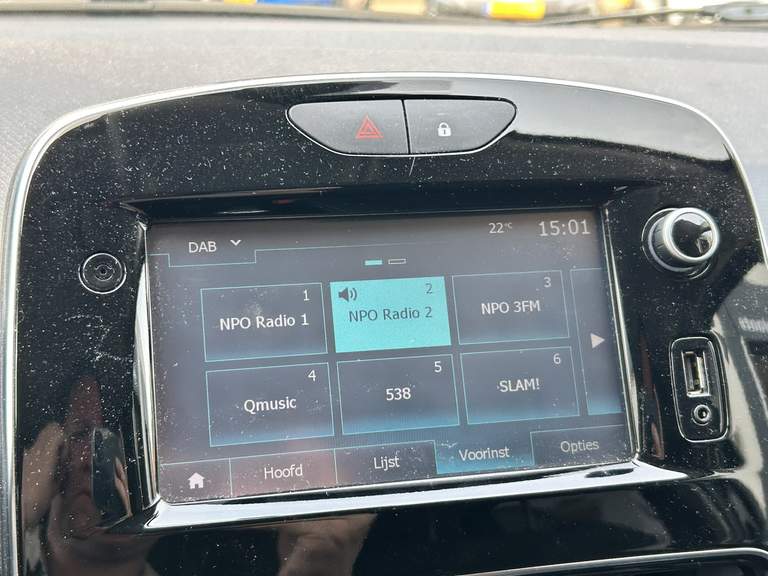 DAB
22°C
15:01
1
NPO Radio 1
2
NPO Radio 2
3
NPO 3FM
4
Qmusic
5
538
6
SLAM!
Hoofd
Lijst
Voorinst
Opties